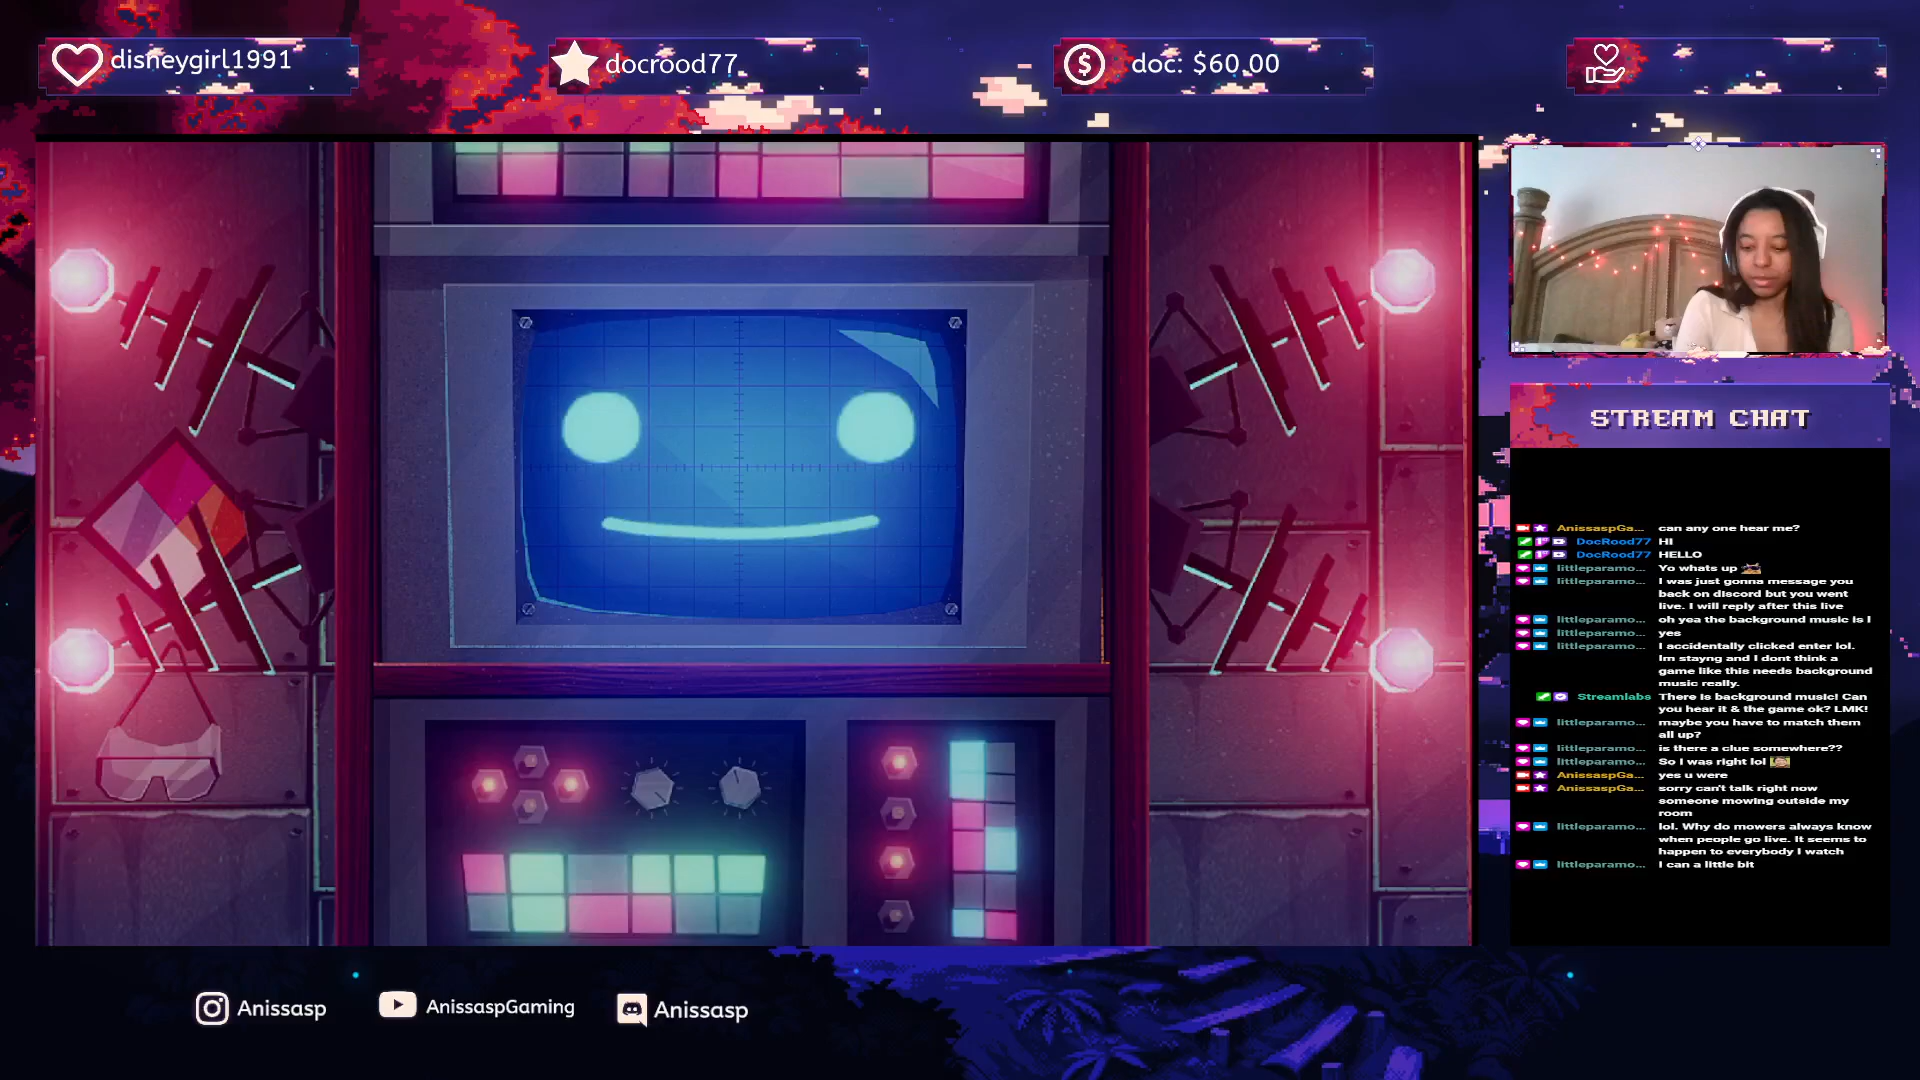 disneygirl1991
docrood77
doc: $60.00
STREAM CHAT
AnissaspGa... can any one hear me?
DocRood77 HI
DocRood77 HELLO
littleparamo... Yo whats up
littleparamo... I was just gonna message you
back on discord but you went
live. I will reply after this live
littleparamo... oh yea the background music is l
littleparamo... yes
littleparamo... I accidentally clicked enter lol.
Im stayng and I dont think a
game like this needs background
music really.
Streamlabs There is background music! Can
you hear it & the game ok? LMK!
littleparamo... maybe you have to match them
all up?
littleparamo... is there a clue somewhere??
littleparamo... So I was right lol
AnissaspGa... yes u were
AnissaspGa... sorry can't talk right now
someone mowing outside my
room
littleparamo... lol. Why do mowers always know
when people go live. It seems to
happen to everybody I watch
littleparamo... I can a little bit
Anissasp
AnissaspGaming
Anissasp